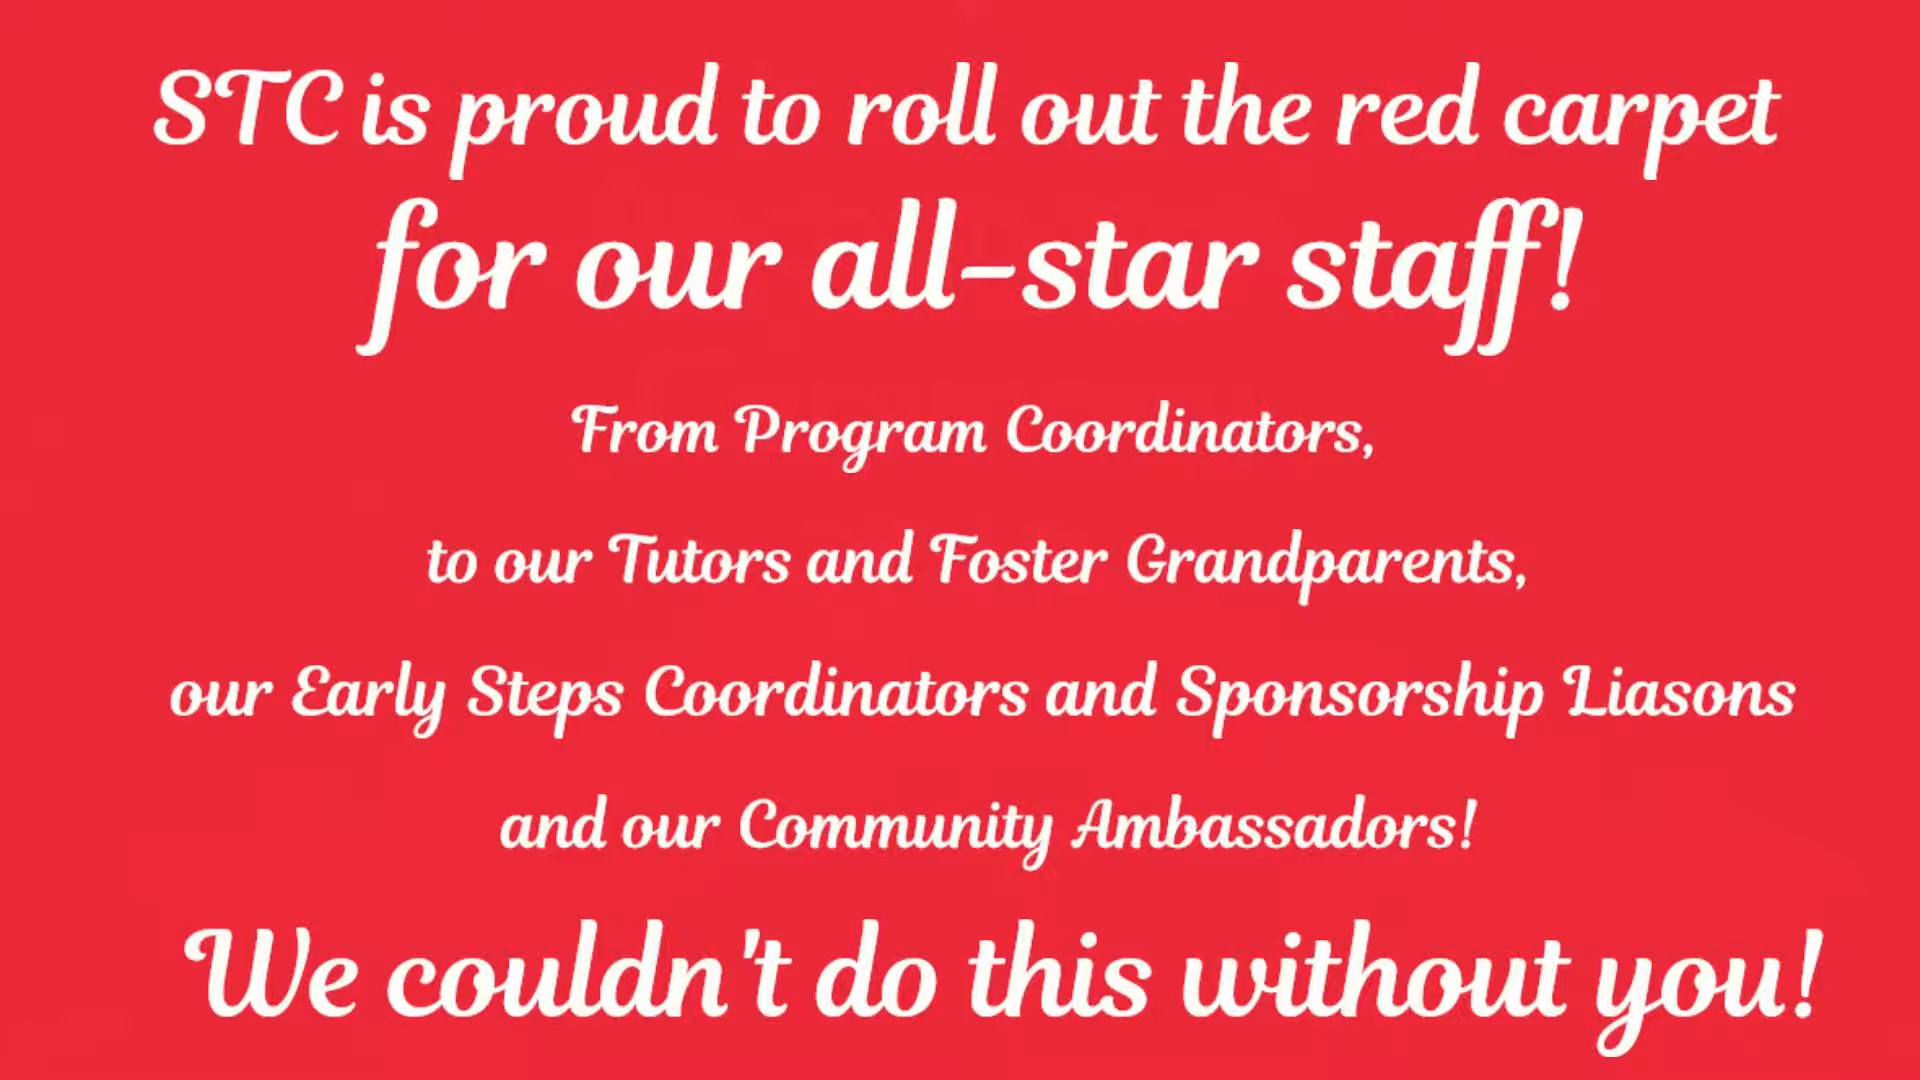 STC is proud to roll out the red carpet
for our all-star staff!
From Program Coordinators,
to our Tutors and Foster Grandparents,
our Early Steps Coordinators and Sponsorship Liasons
and our Community Ambassadors!
We couldn't do this without you!